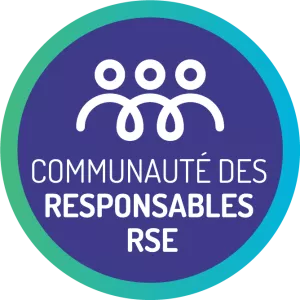 COMMUNAUTÉ DES
RESPONSABLES
RSE